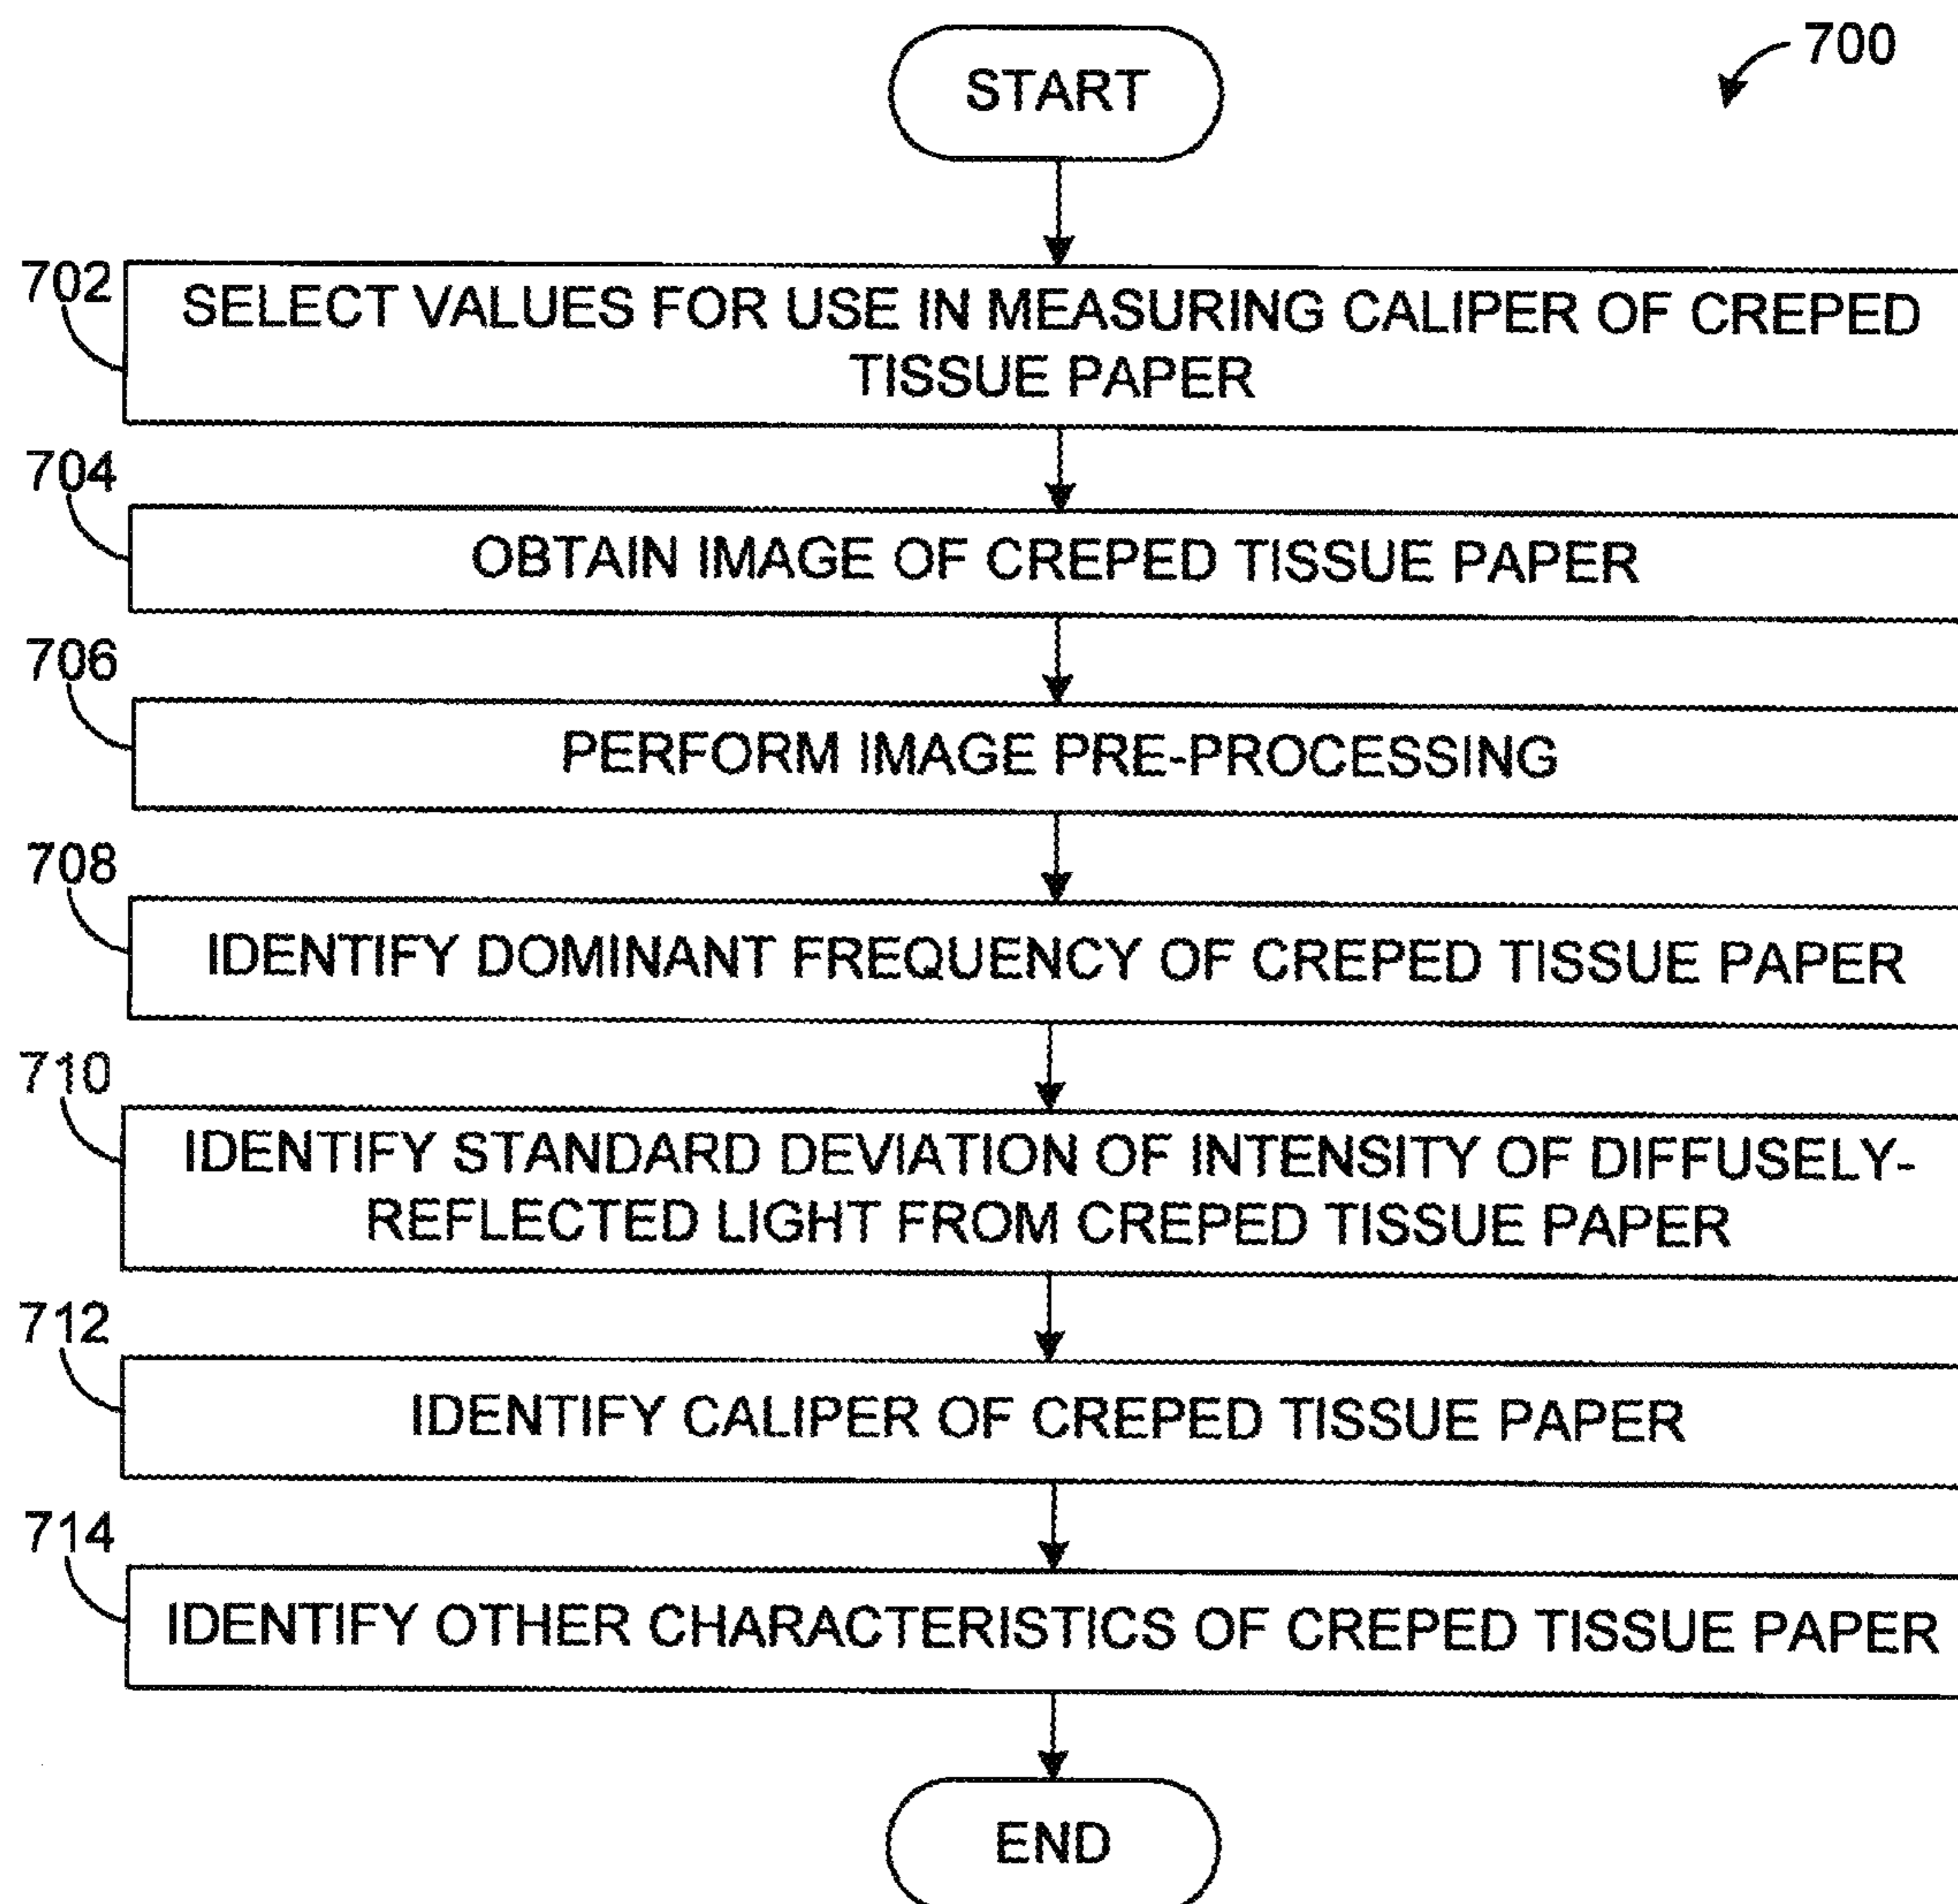 START
700
702
SELECT VALUES FOR USE IN MEASURING CALIPER OF CREPED
TISSUE PAPER
704
OBTAIN IMAGE OF CREPED TISSUE PAPER
706
PERFORM IMAGE PRE-PROCESSING
708
IDENTIFY DOMINANT FREQUENCY OF CREPED TISSUE PAPER
710
IDENTIFY STANDARD DEVIATION OF INTENSITY OF DIFFUSELY-
REFLECTED LIGHT FROM CREPED TISSUE PAPER
712
IDENTIFY CALIPER OF CREPED TISSUE PAPER
714
IDENTIFY OTHER CHARACTERISTICS OF CREPED TISSUE PAPER
END